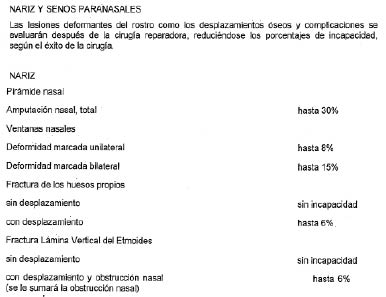 NARIZ Y SENOS PARANASALES
Las lesiones deformantes del rostro como los desplazamientos óseos y complicaciones se
evaluarán después de la cirugía reparadora, reduciéndose los porcentajes de incapacidad,
según el éxito de la cirugía.
NARIZ
Pirámide nasal
Amputación nasal, total hasta 30%
Ventanas nasales
Deformidad marcada unilateral hasta 8%
Deformidad marcada bilateral hasta 15%
Fractura de los huesos propios
sin desplazamiento sin incapacidad
con desplazamiento hasta 6%
Fractura Lámina Vertical del Etmoides
sin desplazamiento sin incapacidad
con desplazamiento y obstrucción nasal hasta 6%
(se le sumará la obstrucción nasal)